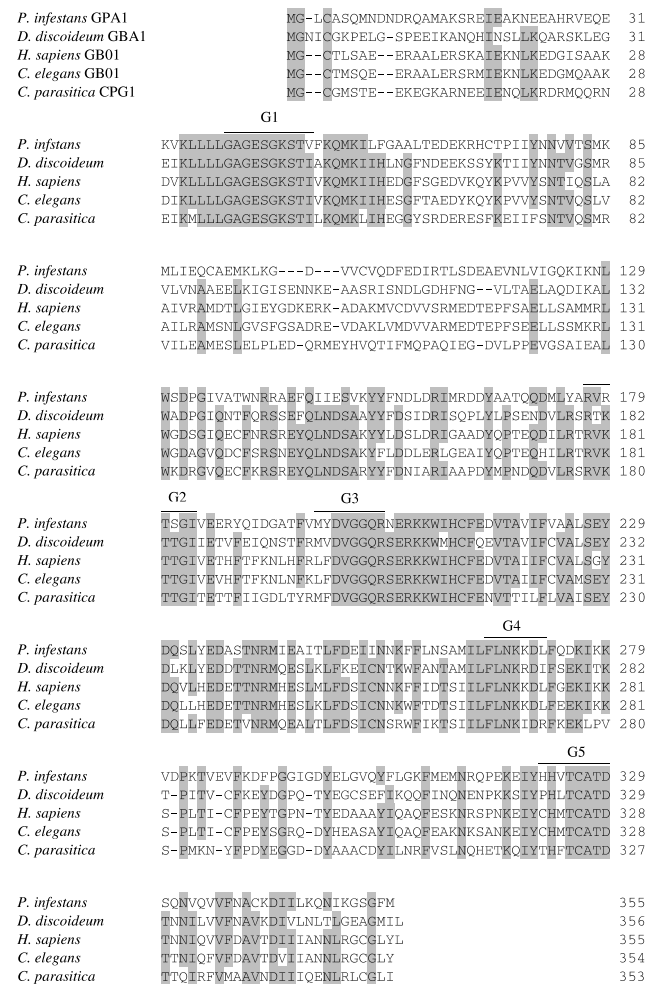 P. infestans GPA1 MG-LCASQMNDNDRQAMAKSREIEAKNEEAHRVEQE 31
D. discoideum GBA1 MGNICGKPELG-SPEEIKANQHINSLLKQARSKLEG 31
H. sapiens GB01 MG--CTLSAE--ERAALERSKAIEKNLKEDGISAAK 28
C. elegans GB01 MG--CTMSQE--ERAALERSRMIEKNLKEDGMQAAK 28
C. parasitica CPG1 MG--CGMSTE--EKEGKARNEEIENQLKRDRMQQRN 28
G1
P. infstans KVKLLLLGAGESGKSTVFKQMKILFGAALTEDEKRHCTPIIYNNVVTSMK 85
D. discoideum EIKLLLLGAGESGKSTIAKQMKIIHLNGFNDEEKSSYKTIIYNNTVGSMR 85
H. sapiens DVKLLLLGAGESGKSTIVKQMKIIHEDGFSGEDVKQYKPVVYSNTIQSLA 82
C. elegans DIKLLLLGAGESGKSTIVKQMKIIHESGFTAEDYKQYKPVVYSNTVQSLV 82
C. parasitica EIKMLLLGAGESGKSTILKQMKLIHEGGYSRDERESFKEIIFSNTVQSMR 82
P. infestans MLIEQCAEMKLKG---D---VVCVQDFEDIRTLSDEAEVNLVIGQKIKNL 129
D. discoideum VLVNAAEELKIGISENNKE-AASRISNDLGDHFNG--VLTAELAQDIKAL 132
H. sapiens AIVRAMDTLGIEYGDKERK-ADAKMVCDVVSRMEDTEPFSAELLSAMMRL 131
C. elegans AILRAMSNLGVSFGSADRE-VDAKLVMDVVARMEDTEPFSEELLSSMKRL 131
C. parasitica VILEAMESLELPLED-QRMEYHVQTIFMQPAQIEG-DVLPPEVGSAIEAL 130
P. infestans WSDPGIVATWNRRAEFQIIESVKYYFNDLDRIMRDDYAATQQDMLYARVR 179
D. discoideum WADPGIQNTFQRSSEFQLNDSAAYYFDSIDRISQPLYLPSENDVLRSRTK 182
H. sapiens WGDSGIQECFNRSREYQLNDSAKYYLDSLDRIGAADYQPTEQDILRTRVK 181
C. elegans WGDAGVQDCFSRSNEYQLNDSAKYFLDDLERLGEAIYQPTEQHILRTRVK 181
C. parasitica WKDRGVQECFKRSREYQLNDSARYYFDNIARIAAPDYMPNDQDVLRSRVK 180
G2 G3
P. infestans TSGIVEERYQIDGATFVMYDVGGQRNERKKWIHCFEDVTAVIFVAALSEY 229
D. discoideum TTGIIETVFEIQNSTFRMVDVGGQRSERKKWMHCFQEVTAVIFCVALSEY 232
H. sapiens TTGIVETHFTFKNLHFRLFDVGGQRSERKKWIHCFEDVTAIIFCVALSGY 231
C. elegans TTGIVEVHFTFKNLNFKLFDVGGQRSERKKWIHCFEDVTAIIFCVAMSEY 231
C. parasitica TTGITETTFIIGDLTYRMFDVGGQRSERKKWIHCFENVTTILFLVAISEY 230
G4
P. infestans DQSLYEDASTNRMIEAITLFDEIINNKFFLNSAMILFLNKKDLFQDKIKK 279
D. discoideum DLKLYEDDTTNRMQESLKLFKEICNTKWFANTAMILFLNKRDIFSEKITK 282
H. sapiens DQVLHEDETTNRMHESLMLFDSICNNKFFIDTSIILFLNKKDLFGEKIKK 281
C. elegans DQLLHEDETTNRMHESLKLFDSICNNKWFTDTSIILFLNKKDLFEEKIKK 281
C. parasitica DQLLFEDETVNRMQEALTLFDSICNSRWFIKTSIILFLNKIDRFKEKLPV 280
G5
P. infestans VDPKTVEVFKDFPGGIGDYELGVQYFLGKFMEMNRQPEKEIYHHVTCATD 329
D. discoideum T-PITV-CFKEYDGPQ-TYEGCSEFIKQQFINQNENPKKSIYPHLTCATD 329
H. sapiens S-PLTI-CFPEYTGPN-TYEDAAAYIQAQFESKNRSPNKEIYCHMTCATD 328
C. elegans S-PLTI-CFPEYSGRQ-DYHEASAYIQAQFEAKNKSANKEIYCHMTCATD 328
C. parasitica S-PMKN-YFPDYEGGD-DYAAACDYILNRFVSLNQHETKQIYTHFTCATD 327
P. infestans SQNVQVVFNACKDIILKQNIKGSGFM 355
D. discoideum TNNILVVFNAVKDIVLNLTLGEAGMIL 356
H. sapiens TNNIQVVFDAVTDIIIANNLRGCGLYL 355
C. elegans TTNIQFVFDAVTDVIIANNLRGCGLY 354
C. parasitica TTQIRFVMAAVNDIIIQENLRLCGLI 353